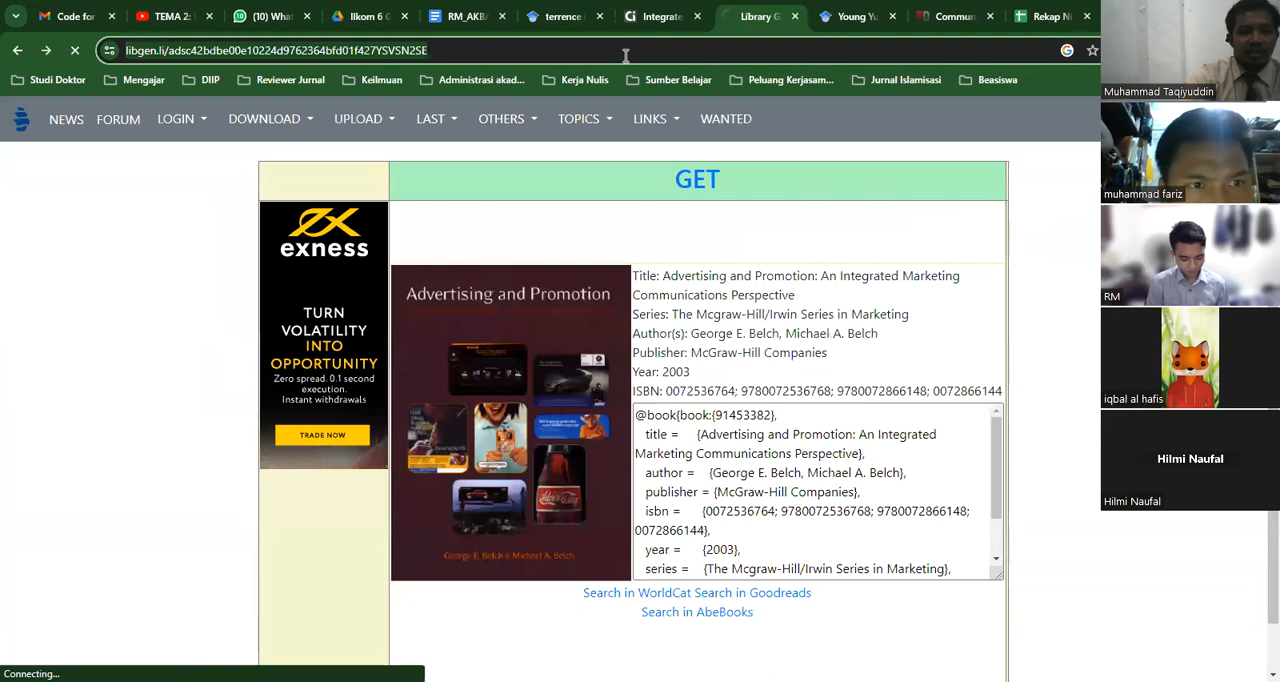 Code for
TEMA 2:
(10) Wha
Ilkom 6 G
RM_AKBA
terrence
Integrate
Library G
Young Yu
Commun
Rekap Ni
libgen.li/adsc42bdbe00e10224d9762364bfd01f427YSVSN2SE
Studi Doktor
Mengajar
DIIP
Reviewer Jurnal
Keilmuan
Administrasi akad...
Kerja Nulis
Sumber Belajar
Peluang Kerjasam...
Jurnal Islamisasi
Beasiswa
NEWS
FORUM
LOGIN
DOWNLOAD
UPLOAD
LAST
OTHERS
TOPICS
LINKS
WANTED
GET
exness
TURN
VOLATILITY
INTO
OPPORTUNITY
Zero spread. 0.1 second
execution.
Instant withdrawals
TRADE NOW
Advertising and Promotion
George E. Belch & Michael A. Belch
Title: Advertising and Promotion: An Integrated Marketing
Communications Perspective
Series: The Mcgraw-Hill/Irwin Series in Marketing
Author(s): George E. Belch, Michael A. Belch
Publisher: McGraw-Hill Companies
Year: 2003
ISBN: 0072536764; 9780072536768; 9780072866148; 0072866144
@book{book:{91453382},
title = {Advertising and Promotion: An Integrated
Marketing Communications Perspective},
author = {George E. Belch, Michael A. Belch},
publisher = {McGraw-Hill Companies},
isbn = {0072536764; 9780072536768; 9780072866148;
0072866144},
year = {2003},
series = {The Mcgraw-Hill/Irwin Series in Marketing},
Search in WorldCat Search in Goodreads
Search in AbeBooks
Connecting...
Muhammad Taqiyuddin
muhammad fariz
RM
iqbal al hafis
Hilmi Naufal
Hilmi Naufal